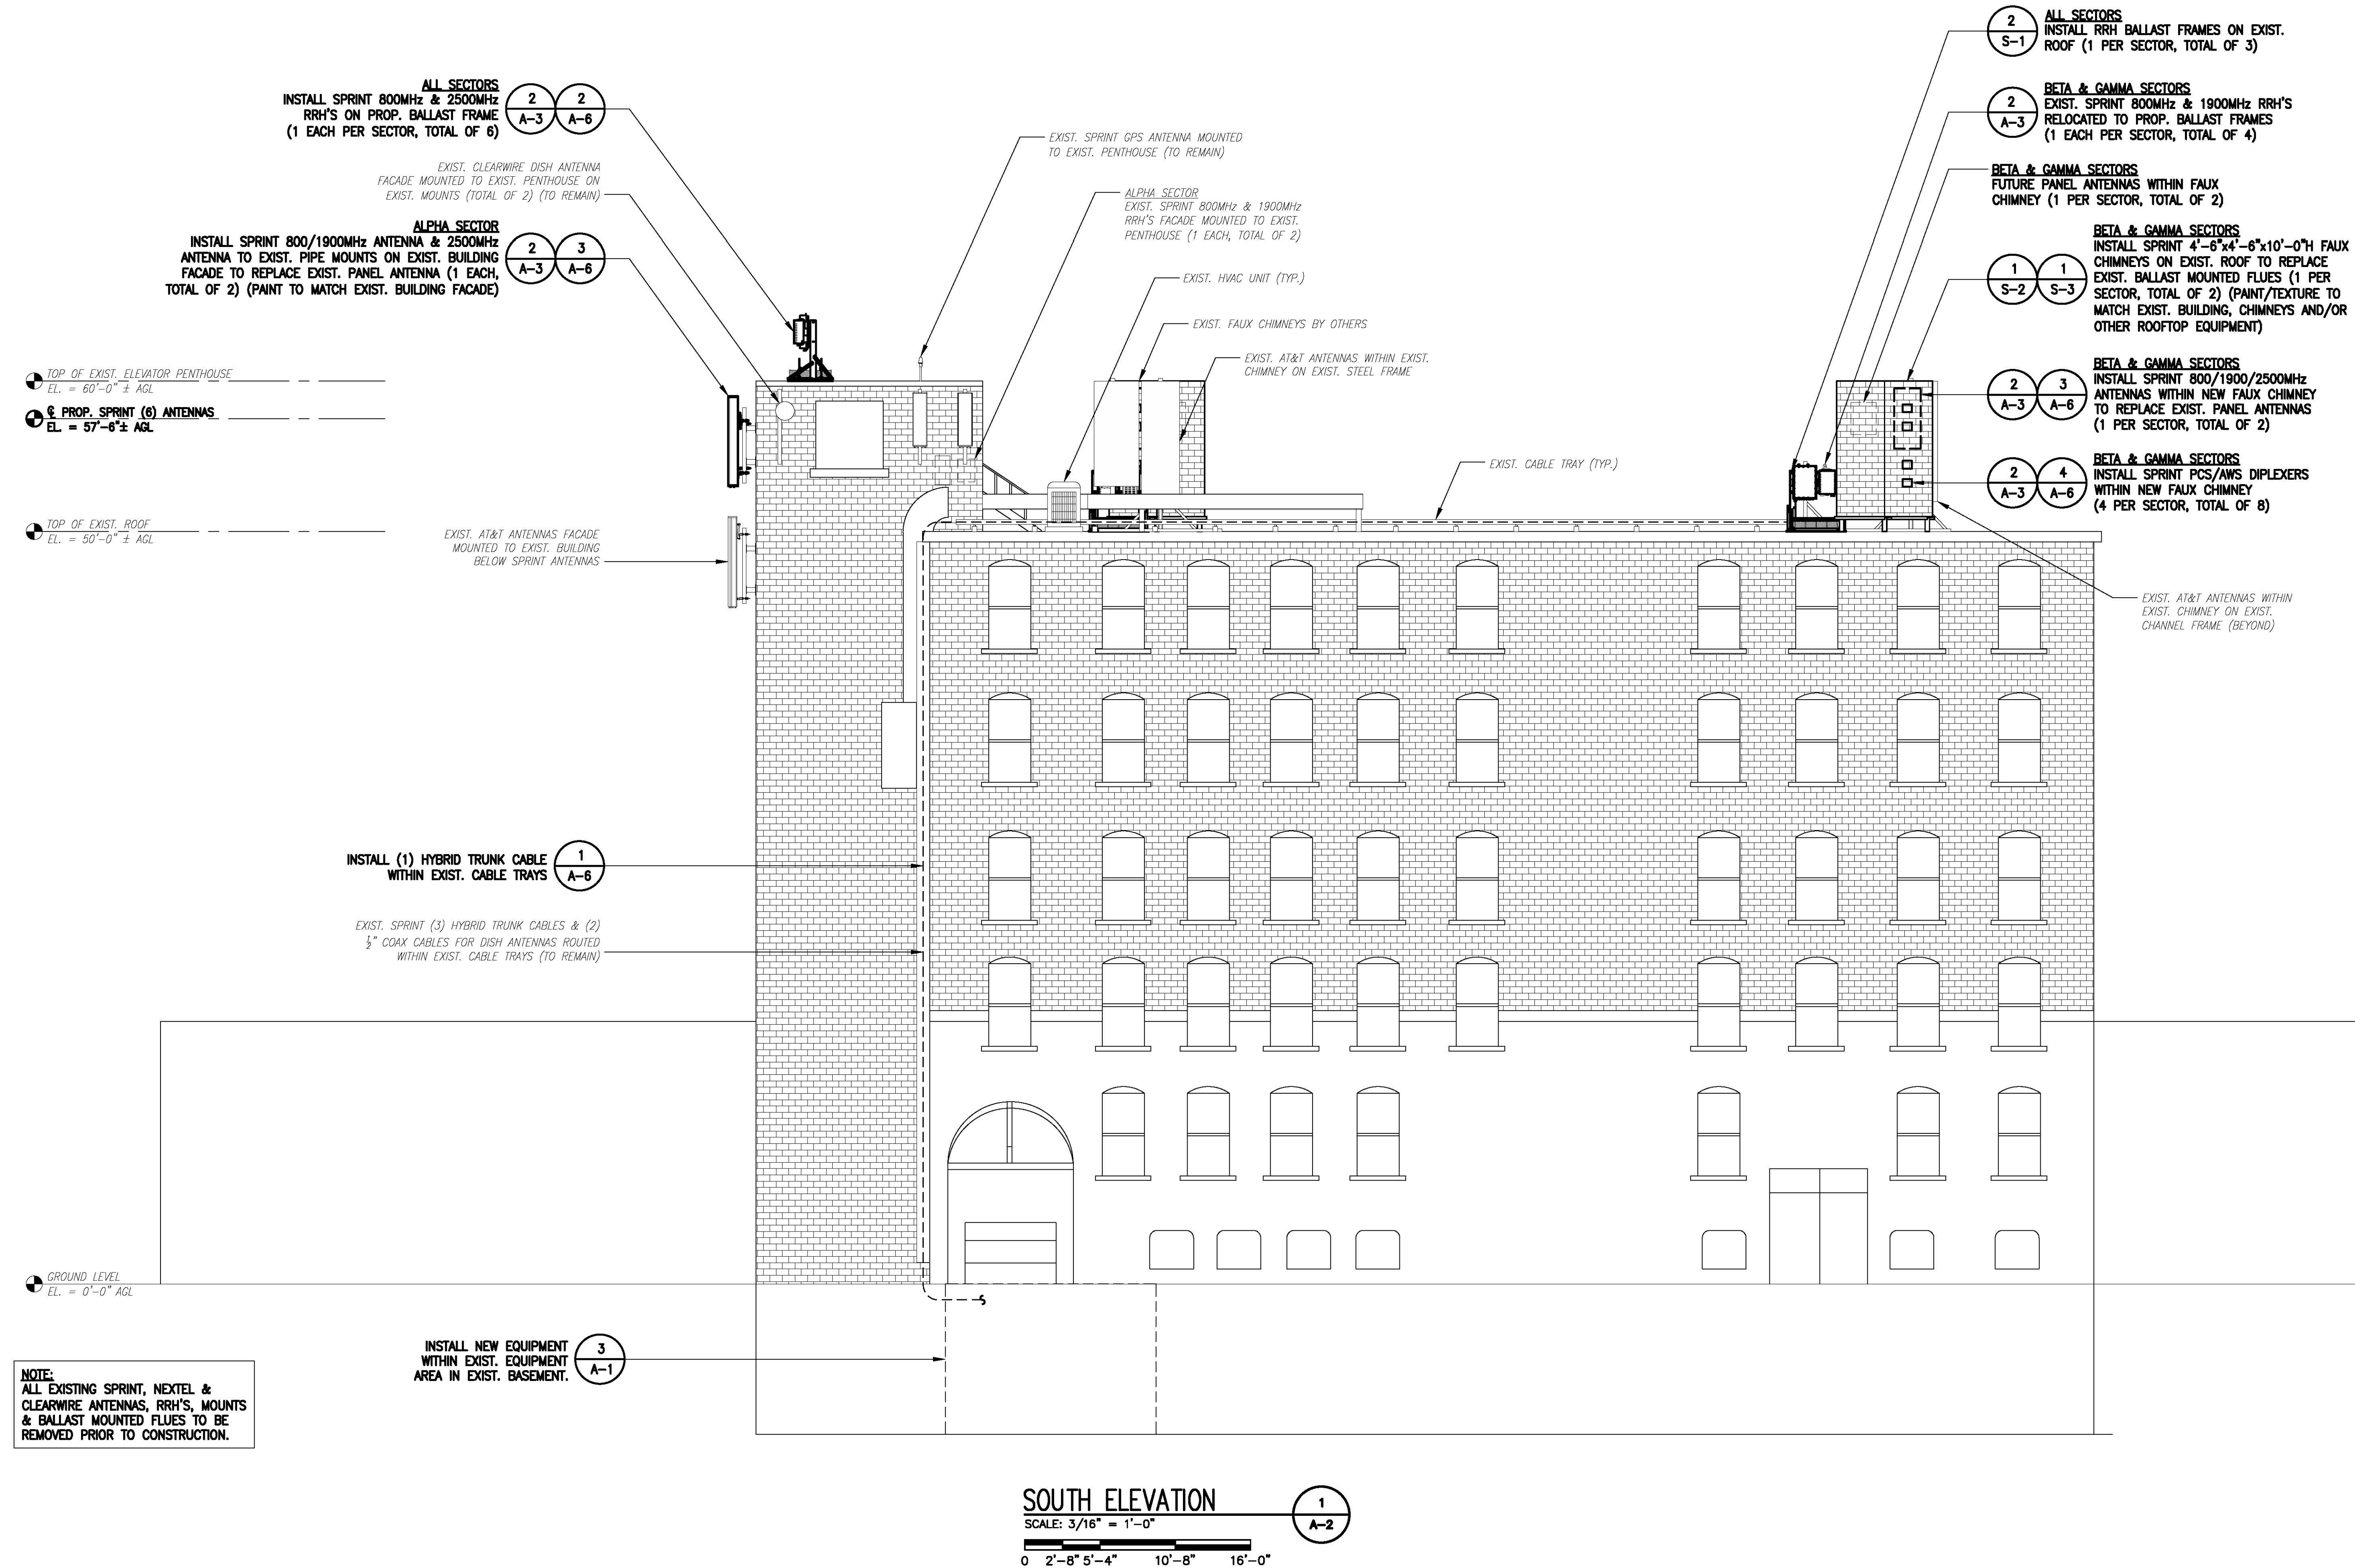 ALL SECTORS
INSTALL SPRINT 800MHz & 2500MHz
RRH'S ON PROP. BALLAST FRAME
(1 EACH PER SECTOR, TOTAL OF 6)
2
A-3
2
A-6
EXIST. CLEARWIRE DISH ANTENNA
FACADE MOUNTED TO EXIST. PENTHOUSE ON
EXIST. MOUNTS (TOTAL OF 2) (TO REMAIN)
ALPHA SECTOR
INSTALL SPRINT 800/1900MHz ANTENNA & 2500MHz
ANTENNA TO EXIST. PIPE MOUNTS ON EXIST. BUILDING
FACADE TO REPLACE EXIST. PANEL ANTENNA (1 EACH,
TOTAL OF 2) (PAINT TO MATCH EXIST. BUILDING FACADE)
2
A-3
3
A-6
EXIST. SPRINT GPS ANTENNA MOUNTED
TO EXIST. PENTHOUSE (TO REMAIN)
ALPHA SECTOR
EXIST. SPRINT 800MHz & 1900MHz
RRH'S FACADE MOUNTED TO EXIST.
PENTHOUSE (1 EACH, TOTAL OF 2)
EXIST. HVAC UNIT (TYP.)
EXIST. FAUX CHIMNEYS BY OTHERS
EXIST. AT&T ANTENNAS WITHIN EXIST.
CHIMNEY ON EXIST. STEEL FRAME
EXIST. CABLE TRAY (TYP.)
2
S-1
ALL SECTORS
INSTALL RRH BALLAST FRAMES ON EXIST.
ROOF (1 PER SECTOR, TOTAL OF 3)
2
A-3
BETA & GAMMA SECTORS
EXIST. SPRINT 800MHz & 1900MHz RRH'S
RELOCATED TO PROP. BALLAST FRAMES
(1 EACH PER SECTOR, TOTAL OF 4)
BETA & GAMMA SECTORS
FUTURE PANEL ANTENNAS WITHIN FAUX
CHIMNEY (1 PER SECTOR, TOTAL OF 2)
1
S-2
1
S-3
BETA & GAMMA SECTORS
INSTALL SPRINT 4'-6"x4'-6"x10'-0"H FAUX
CHIMNEYS ON EXIST. ROOF TO REPLACE
EXIST. BALLAST MOUNTED FLUES (1 PER
SECTOR, TOTAL OF 2) (PAINT/TEXTURE TO
MATCH EXIST. BUILDING, CHIMNEYS AND/OR
OTHER ROOFTOP EQUIPMENT)
2
A-3
3
A-6
BETA & GAMMA SECTORS
INSTALL SPRINT 800/1900/2500MHz
ANTENNAS WITHIN NEW FAUX CHIMNEY
TO REPLACE EXIST. PANEL ANTENNAS
(1 PER SECTOR, TOTAL OF 2)
2
A-3
4
A-6
BETA & GAMMA SECTORS
INSTALL SPRINT PCS/AWS DIPLEXERS
WITHIN NEW FAUX CHIMNEY
(4 PER SECTOR, TOTAL OF 8)
TOP OF EXIST. ELEVATOR PENTHOUSE
EL. = 60'-0" ± AGL
℄ PROP. SPRINT (6) ANTENNAS
EL. = 57'-6"± AGL
TOP OF EXIST. ROOF
EL. = 50'-0" ± AGL
EXIST. AT&T ANTENNAS FACADE
MOUNTED TO EXIST. BUILDING
BELOW SPRINT ANTENNAS
EXIST. AT&T ANTENNAS WITHIN
EXIST. CHIMNEY ON EXIST.
CHANNEL FRAME (BEYOND)
INSTALL (1) HYBRID TRUNK CABLE
WITHIN EXIST. CABLE TRAYS
1
A-6
EXIST. SPRINT (3) HYBRID TRUNK CABLES & (2)
½" COAX CABLES FOR DISH ANTENNAS ROUTED
WITHIN EXIST. CABLE TRAYS (TO REMAIN)
GROUND LEVEL
EL. = 0'-0" AGL
INSTALL NEW EQUIPMENT
WITHIN EXIST. EQUIPMENT
AREA IN EXIST. BASEMENT.
3
A-1
NOTE:
ALL EXISTING SPRINT, NEXTEL &
CLEARWIRE ANTENNAS, RRH'S, MOUNTS
& BALLAST MOUNTED FLUES TO BE
REMOVED PRIOR TO CONSTRUCTION.
SOUTH ELEVATION
SCALE: 3/16" = 1'-0"
1
A-2
0 2'-8" 5'-4" 10'-8" 16'-0"